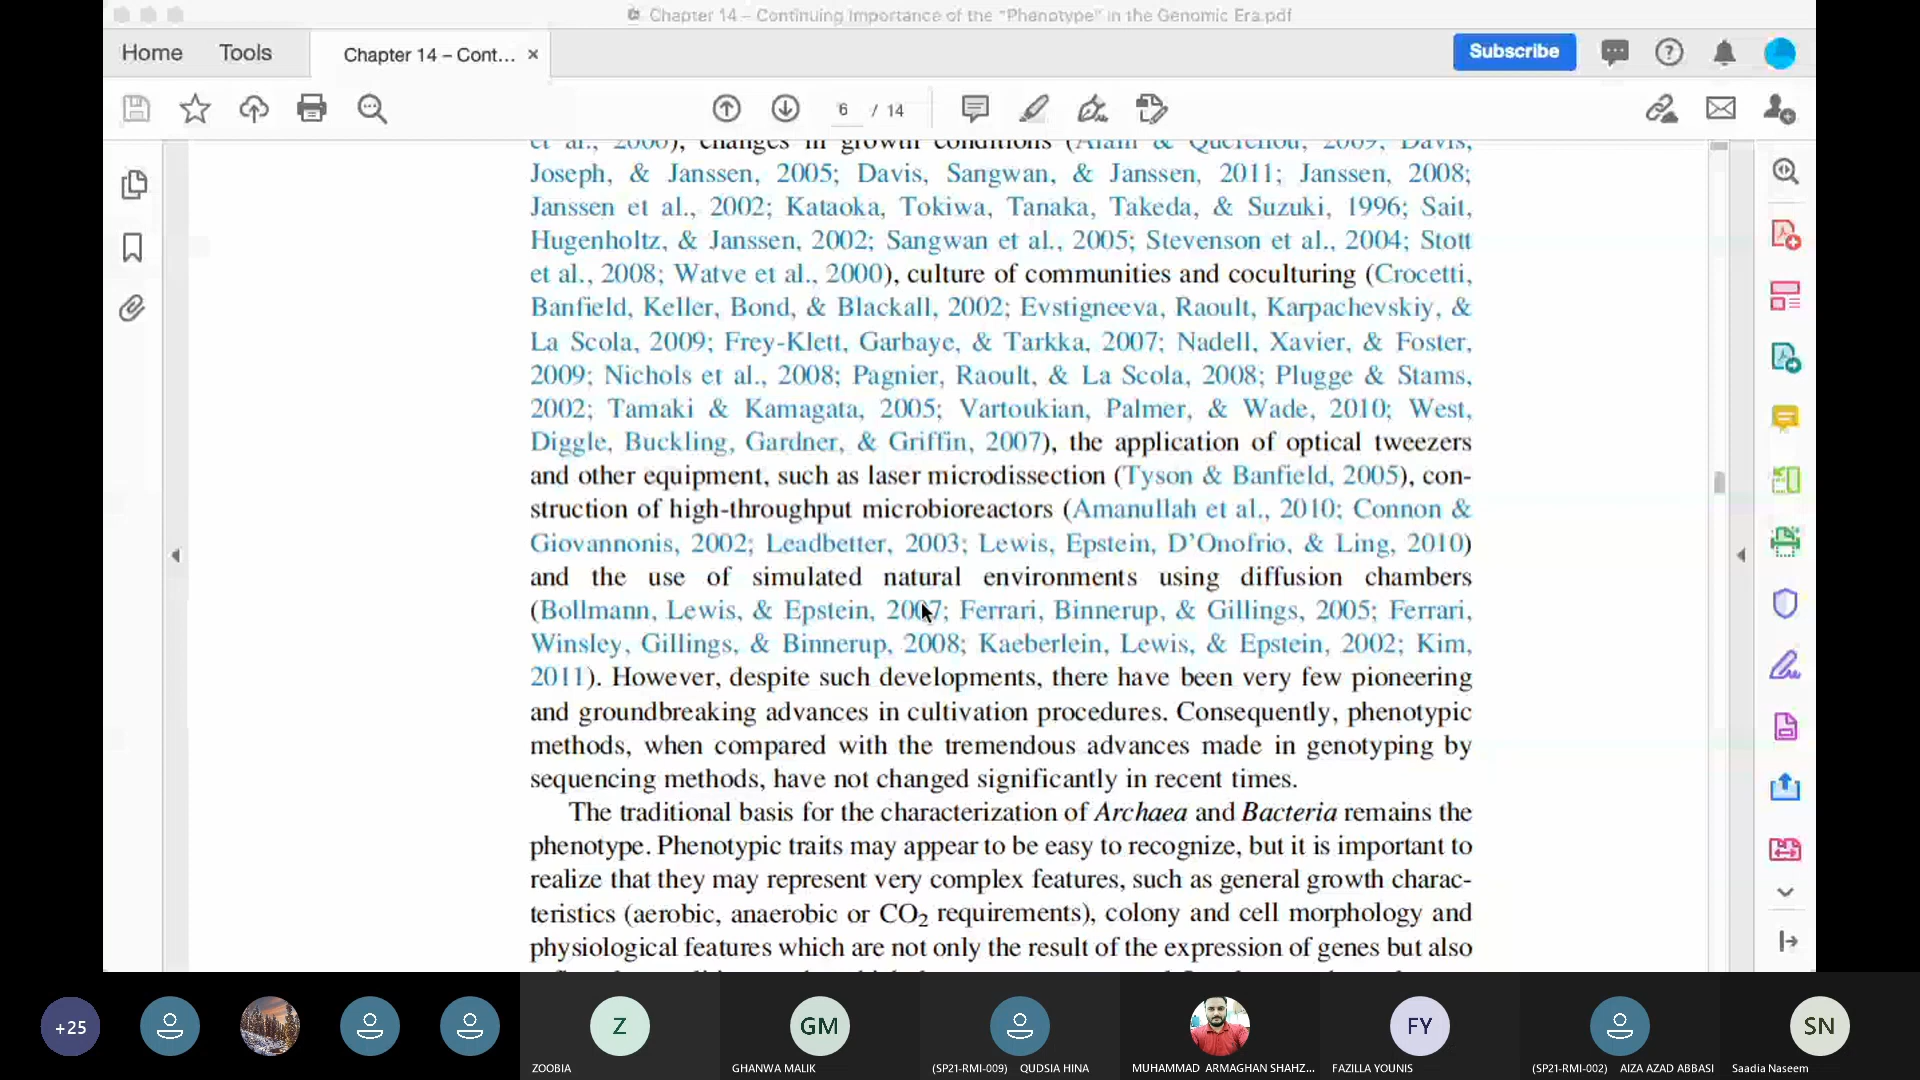 Chapter 14 – Continuing Importance of the "Phenotype" in the Genomic Era.pdf
Home Tools Chapter 14 – Cont... × Subscribe
6 / 14
et al., 2000), changes in growth conditions (Alain & Querellou, 2009; Davis,
Joseph, & Janssen, 2005; Davis, Sangwan, & Janssen, 2011; Janssen, 2008;
Janssen et al., 2002; Kataoka, Tokiwa, Tanaka, Takeda, & Suzuki, 1996; Sait,
Hugenholtz, & Janssen, 2002; Sangwan et al., 2005; Stevenson et al., 2004; Stott
et al., 2008; Watve et al., 2000), culture of communities and coculturing (Crocetti,
Banfield, Keller, Bond, & Blackall, 2002; Evstigneeva, Raoult, Karpachevskiy, &
La Scola, 2009; Frey-Klett, Garbaye, & Tarkka, 2007; Nadell, Xavier, & Foster,
2009; Nichols et al., 2008; Pagnier, Raoult, & La Scola, 2008; Plugge & Stams,
2002; Tamaki & Kamagata, 2005; Vartoukian, Palmer, & Wade, 2010; West,
Diggle, Buckling, Gardner, & Griffin, 2007), the application of optical tweezers
and other equipment, such as laser microdissection (Tyson & Banfield, 2005), con-
struction of high-throughput microbioreactors (Amanullah et al., 2010; Connon &
Giovannonis, 2002; Leadbetter, 2003; Lewis, Epstein, D'Onofrio, & Ling, 2010)
and the use of simulated natural environments using diffusion chambers
(Bollmann, Lewis, & Epstein, 2007; Ferrari, Binnerup, & Gillings, 2005; Ferrari,
Winsley, Gillings, & Binnerup, 2008; Kaeberlein, Lewis, & Epstein, 2002; Kim,
2011). However, despite such developments, there have been very few pioneering
and groundbreaking advances in cultivation procedures. Consequently, phenotypic
methods, when compared with the tremendous advances made in genotyping by
sequencing methods, have not changed significantly in recent times.
The traditional basis for the characterization of Archaea and Bacteria remains the
phenotype. Phenotypic traits may appear to be easy to recognize, but it is important to
realize that they may represent very complex features, such as general growth charac-
teristics (aerobic, anaerobic or CO2 requirements), colony and cell morphology and
physiological features which are not only the result of the expression of genes but also
+25 Z GM FY SN
ZOOBIA GHANWA MALIK (SP21-RMI-009) QUDSIA HINA MUHAMMAD ARMAGHAN SHAHZ... FAZILLA YOUNIS (SP21-RMI-002) AIZA AZAD ABBASI Saadia Naseem